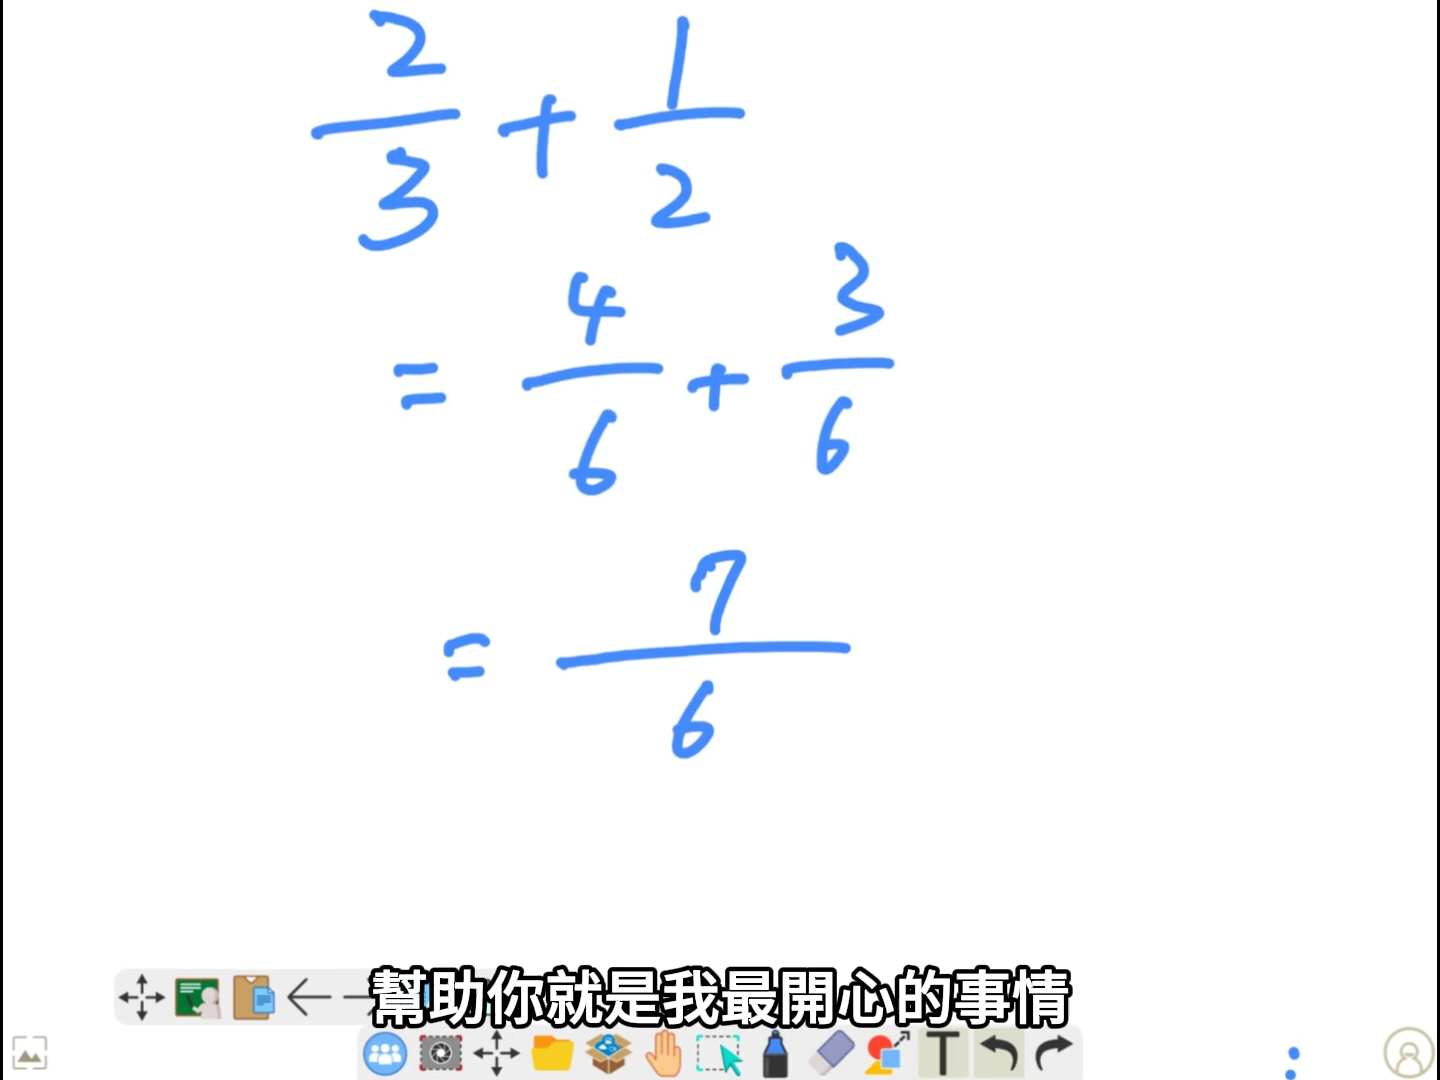 2/3 + 1/2
= 4/6 + 3/6
= 7/6
幫助你就是我最開心的事情
T